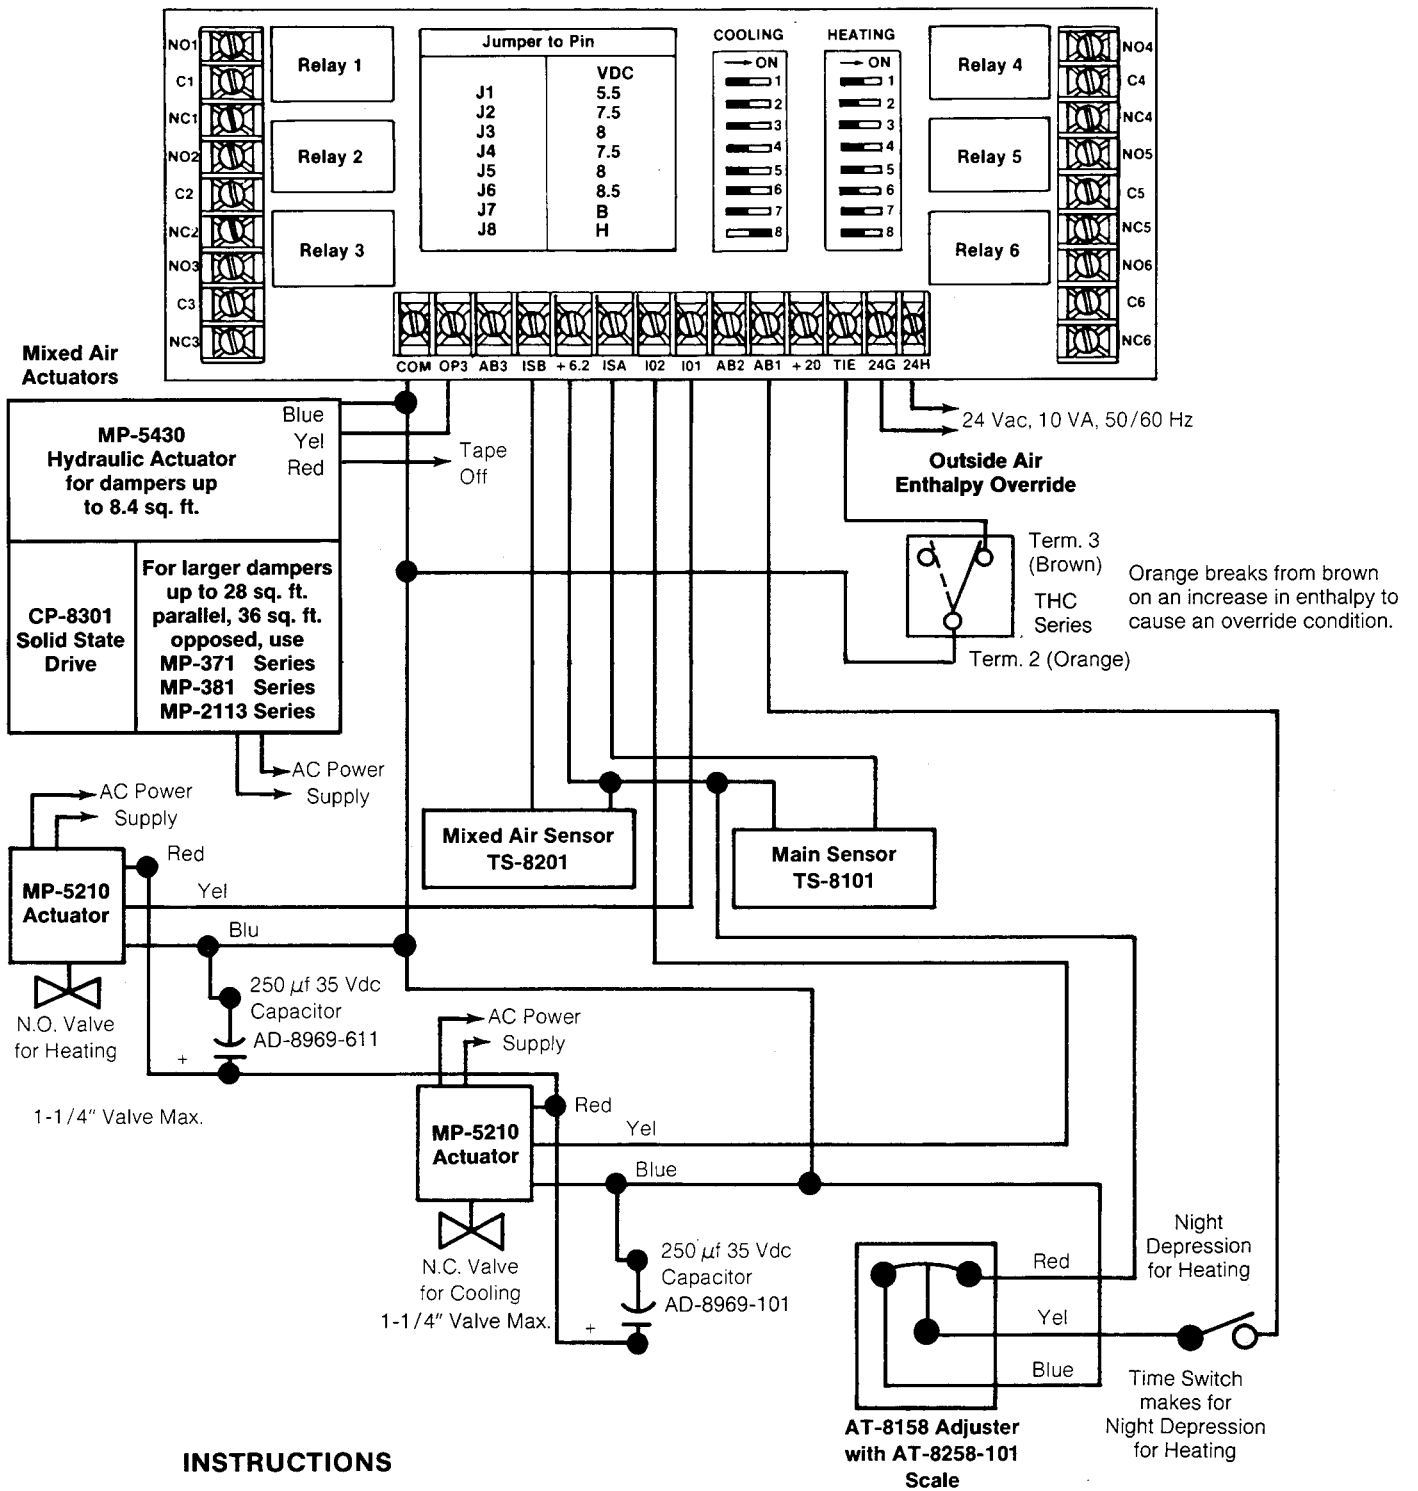 NO1
C1
NC1
NO2
C2
NC2
NO3
C3
NC3
Relay 1
Relay 2
Relay 3
Jumper to Pin
VDC
J1 5.5
J2 7.5
J3 8
J4 7.5
J5 8
J6 8.5
J7 B
J8 H
COOLING
→ ON
1
2
3
4
5
6
7
8
HEATING
→ ON
1
2
3
4
5
6
7
8
Relay 4
Relay 5
Relay 6
NO4
C4
NC4
NO5
C5
NC5
NO6
C6
NC6
COM OP3 AB3 ISB + 6.2 ISA I02 I01 AB2 AB1 + 20 TIE 24G 24H
Mixed Air
Actuators
MP-5430
Hydraulic Actuator
for dampers up
to 8.4 sq. ft.
Blue
Yel
Red
Tape
Off
24 Vac, 10 VA, 50/60 Hz
Outside Air
Enthalpy Override
Term. 3
(Brown)
THC
Series
Term. 2 (Orange)
Orange breaks from brown
on an increase in enthalpy to
cause an override condition.
CP-8301
Solid State
Drive
For larger dampers
up to 28 sq. ft.
parallel, 36 sq. ft.
opposed, use
MP-371 Series
MP-381 Series
MP-2113 Series
AC Power
Supply
AC Power
Supply
Mixed Air Sensor
TS-8201
Main Sensor
TS-8101
MP-5210
Actuator
Red
Yel
Blu
N.O. Valve
for Heating
250 µf 35 Vdc
Capacitor
AD-8969-611
+
1-1/4" Valve Max.
AC Power
Supply
MP-5210
Actuator
Red
Yel
Blue
N.C. Valve
for Cooling
1-1/4" Valve Max.
250 µf 35 Vdc
Capacitor
AD-8969-101
+
Red
Yel
Blue
Night
Depression
for Heating
Time Switch
makes for
Night Depression
for Heating
AT-8158 Adjuster
with AT-8258-101
Scale
INSTRUCTIONS